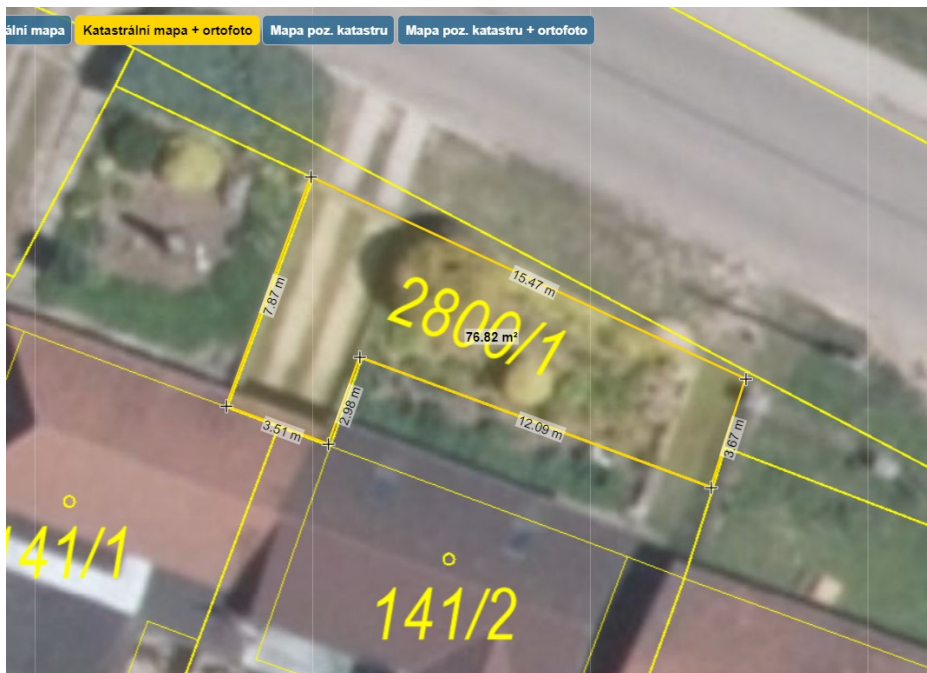 ální mapa
Katastrální mapa + ortofoto
Mapa poz. katastru
Mapa poz. katastru + ortofoto
15.47 m
7.87 m
2800/1
76.82 m²
2.98 m
12.09 m
3.51 m
3.67 m
141/1
141/2